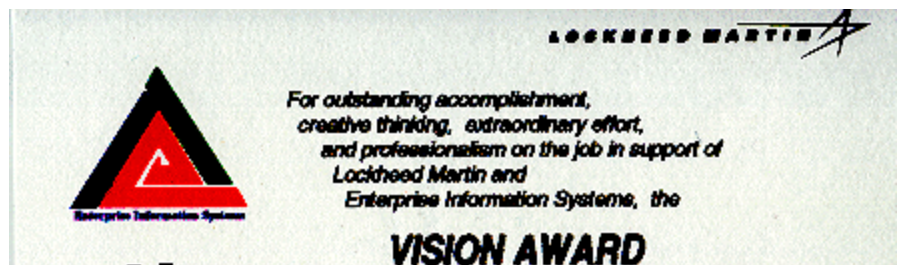 LOCKHEED MARTIN
For outstanding accomplishment,
creative thinking, extraordinary effort,
and professionalism on the job in support of
Lockheed Martin and
Enterprise Information Systems, the
Enterprise Information Systems
VISION AWARD